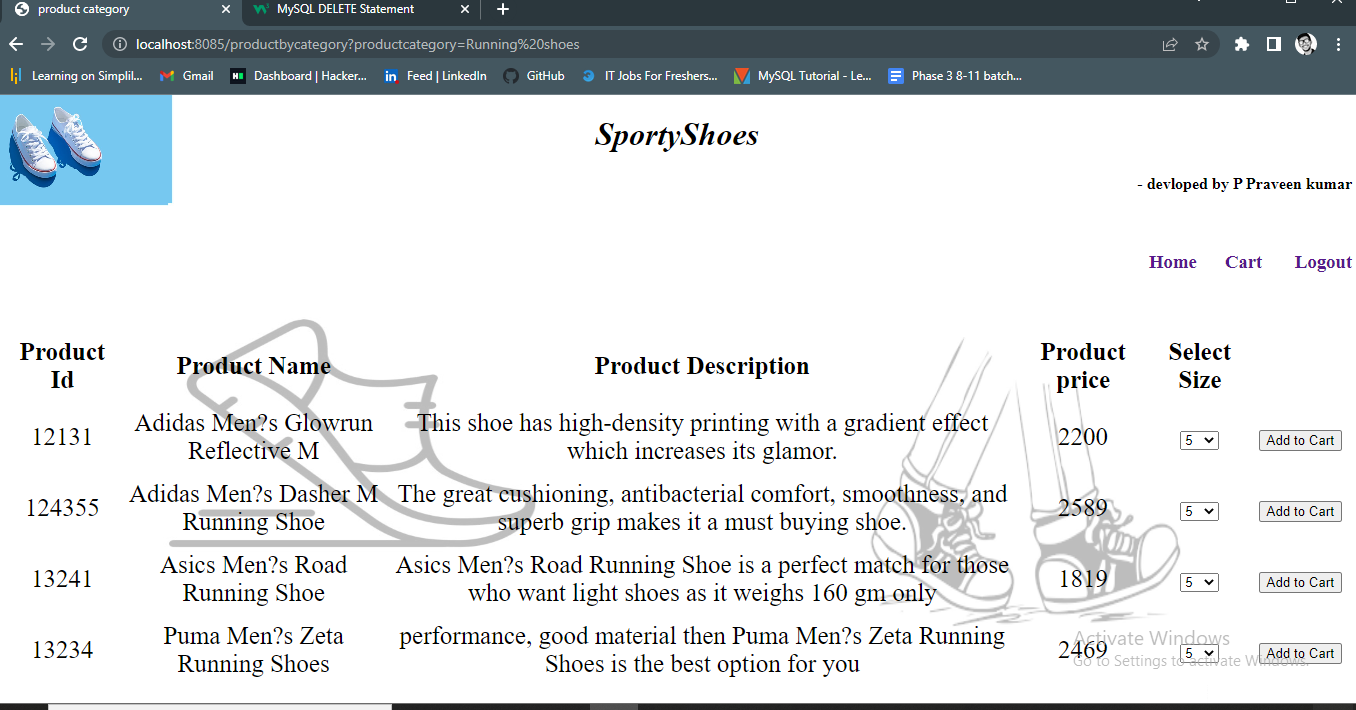 product category
MySQL DELETE Statement
localhost:8085/productbycategory?productcategory=Running%20shoes
Learning on Simplil... Gmail Dashboard | Hacker... Feed | LinkedIn GitHub IT Jobs For Freshers... MySQL Tutorial - Le... Phase 3 8-11 batch...
SportyShoes
- devloped by P Praveen kumar
Home Cart Logout
Product Id
Product Name
Product Description
Product price
Select Size
12131
Adidas Men?s Glowrun
Reflective M
This shoe has high-density printing with a gradient effect
which increases its glamor.
2200
5
Add to Cart
124355
Adidas Men?s Dasher M
Running Shoe
The great cushioning, antibacterial comfort, smoothness, and
superb grip makes it a must buying shoe.
2589
5
Add to Cart
13241
Asics Men?s Road
Running Shoe
Asics Men?s Road Running Shoe is a perfect match for those
who want light shoes as it weighs 160 gm only
1819
5
Add to Cart
13234
Puma Men?s Zeta
Running Shoes
performance, good material then Puma Men?s Zeta Running
Shoes is the best option for you
2469
5
Add to Cart
Activate Windows
Go to Settings to activate Windows.